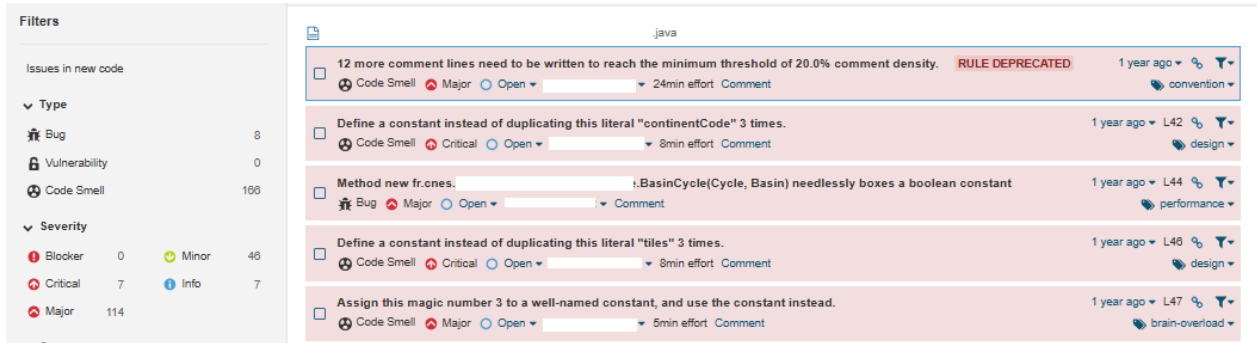 Filters
Issues in new code
Type
Bug 8
Vulnerability 0
Code Smell 166
Severity
Blocker 0 Minor 46
Critical 7 Info 7
Major 114
.java
12 more comment lines need to be written to reach the minimum threshold of 20.0% comment density. RULE DEPRECATED 1 year ago
Code Smell Major Open 24min effort Comment convention
Define a constant instead of duplicating this literal "continentCode" 3 times. 1 year ago L42
Code Smell Critical Open 8min effort Comment design
Method new fr.cnes. .BasinCycle(Cycle, Basin) needlessly boxes a boolean constant 1 year ago L44
Bug Major Open Comment performance
Define a constant instead of duplicating this literal "tiles" 3 times. 1 year ago L46
Code Smell Critical Open 8min effort Comment design
Assign this magic number 3 to a well-named constant, and use the constant instead. 1 year ago L47
Code Smell Major Open 5min effort Comment brain-overload